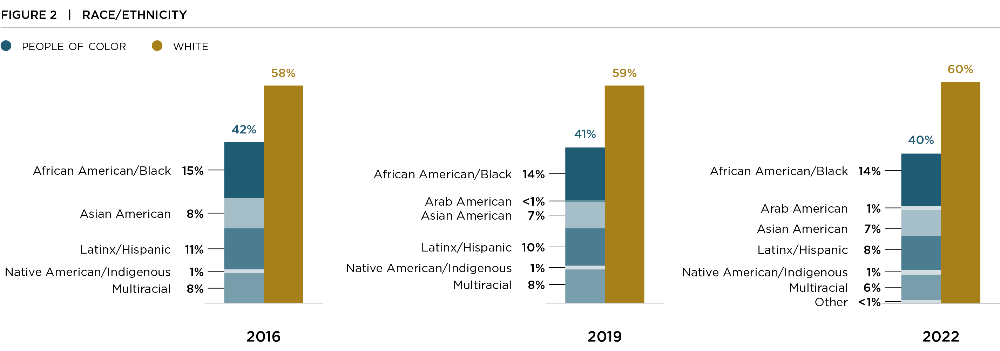 FIGURE 2 | RACE/ETHNICITY
PEOPLE OF COLOR WHITE
58%
42%
African American/Black 15%
Asian American 8%
Latinx/Hispanic 11%
Native American/Indigenous 1%
Multiracial 8%
2016
59%
41%
African American/Black 14%
Arab American <1%
Asian American 7%
Latinx/Hispanic 10%
Native American/Indigenous 1%
Multiracial 8%
2019
60%
40%
African American/Black 14%
Arab American 1%
Asian American 7%
Latinx/Hispanic 8%
Native American/Indigenous 1%
Multiracial 6%
Other <1%
2022